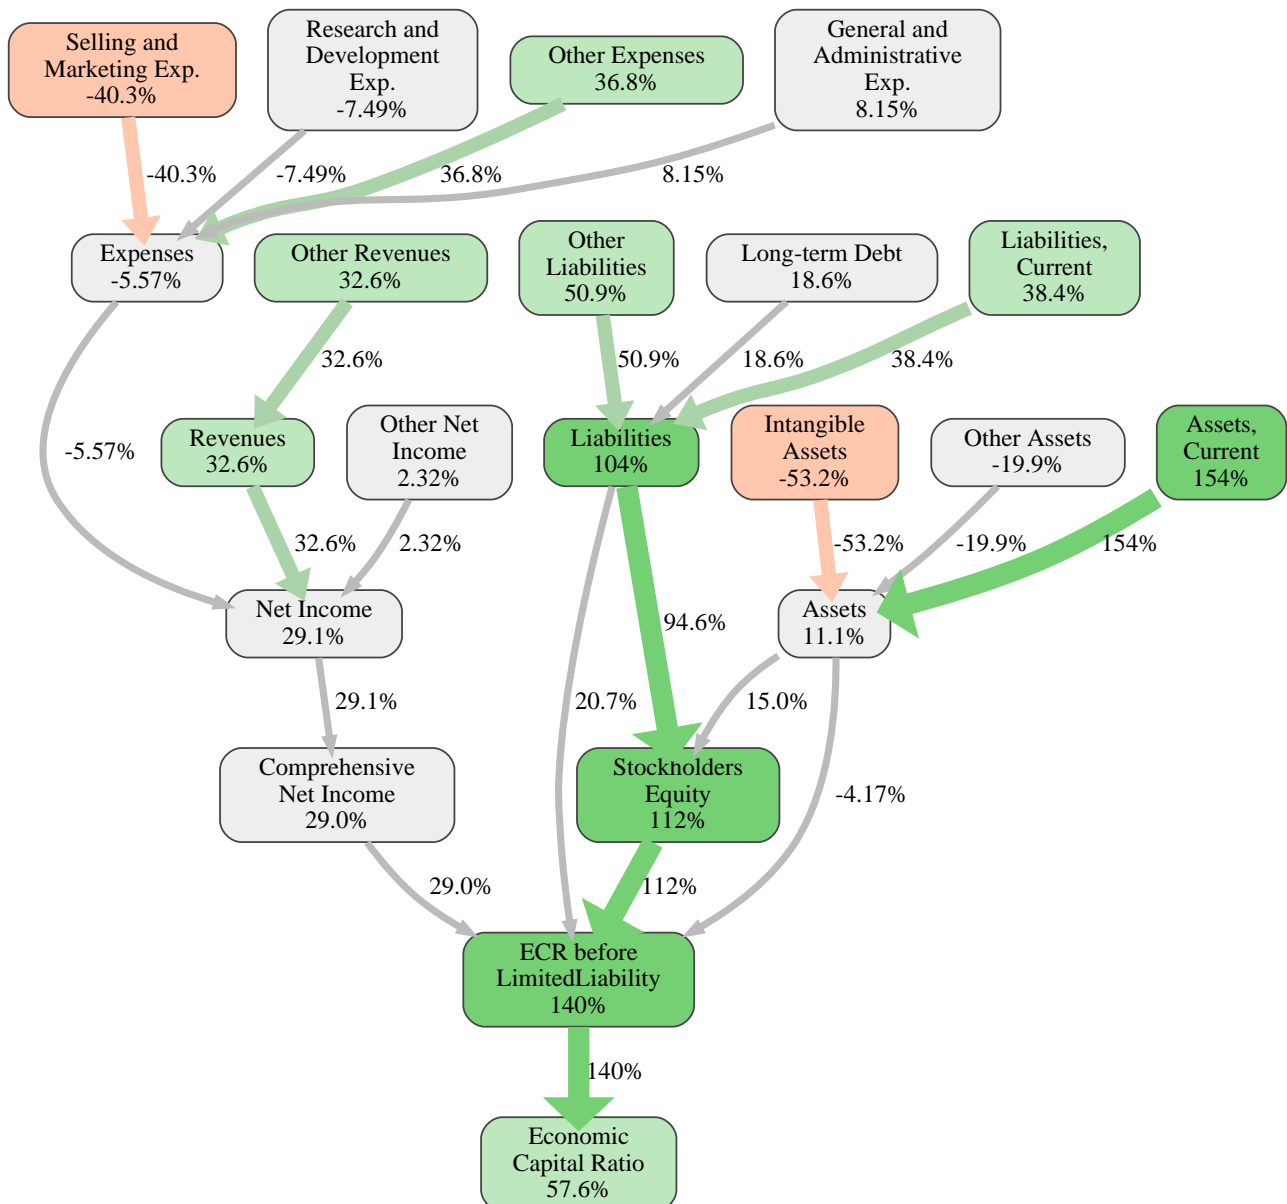 Selling and
Marketing Exp.
-40.3%
Research and
Development
Exp.
-7.49%
Other Expenses
36.8%
General and
Administrative
Exp.
8.15%
-40.3%
-7.49%
36.8%
8.15%
Expenses
-5.57%
Other Revenues
32.6%
Other
Liabilities
50.9%
Long-term Debt
18.6%
Liabilities,
Current
38.4%
32.6%
50.9%
18.6%
38.4%
-5.57%
Revenues
32.6%
Other Net
Income
2.32%
Liabilities
104%
Intangible
Assets
-53.2%
Other Assets
-19.9%
Assets,
Current
154%
32.6%
2.32%
-53.2%
-19.9%
154%
Net Income
29.1%
94.6%
Assets
11.1%
29.1%
20.7%
15.0%
Comprehensive
Net Income
29.0%
Stockholders
Equity
112%
-4.17%
29.0%
112%
ECR before
LimitedLiability
140%
140%
Economic
Capital Ratio
57.6%